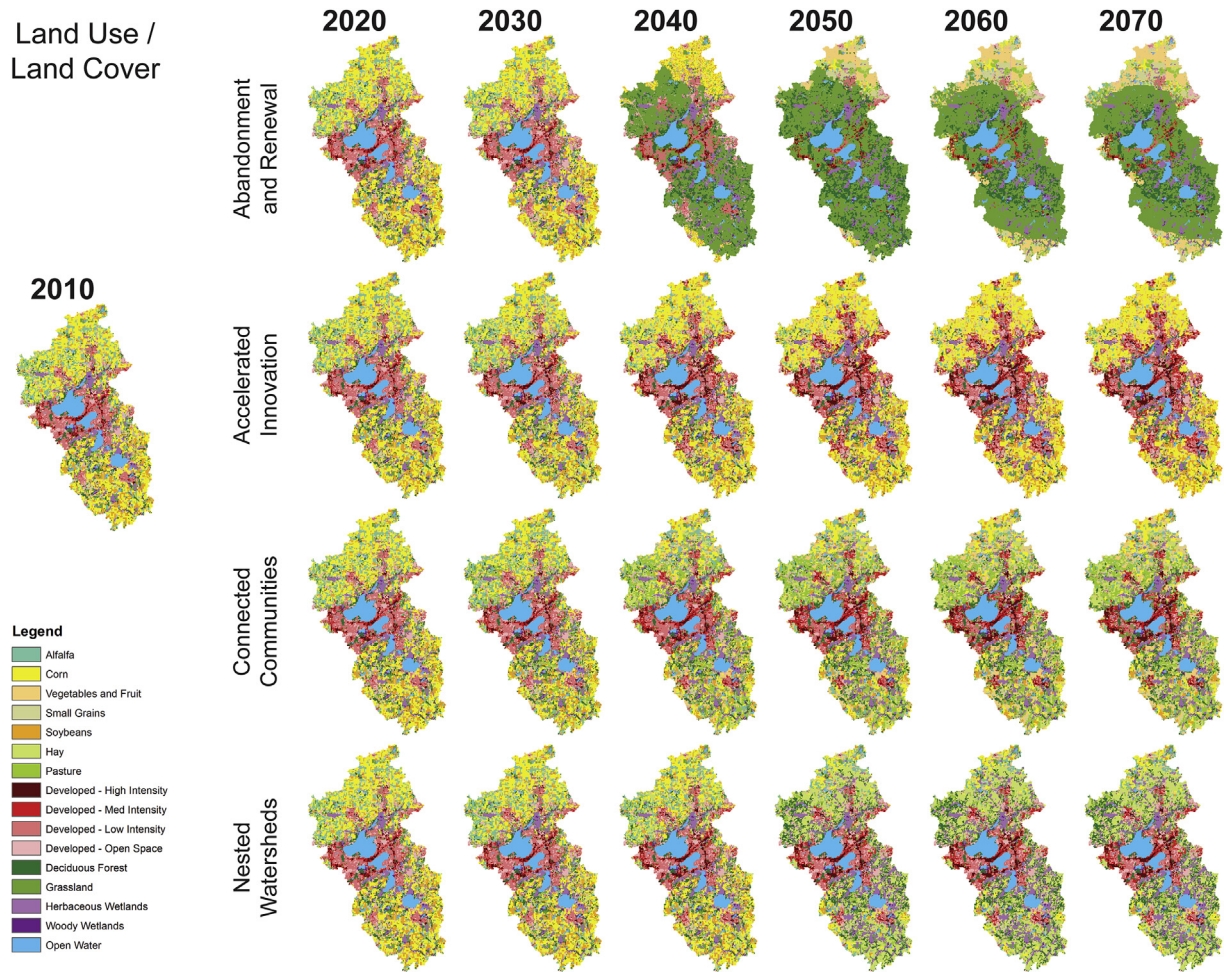 Land Use /
Land Cover
2020 2030 2040 2050 2060 2070
Abandonment
and Renewal
2010
Accelerated
Innovation
Connected
Communities
Nested
Watersheds
Legend
Alfalfa
Corn
Vegetables and Fruit
Small Grains
Soybeans
Hay
Pasture
Developed - High Intensity
Developed - Med Intensity
Developed - Low Intensity
Developed - Open Space
Deciduous Forest
Grassland
Herbaceous Wetlands
Woody Wetlands
Open Water